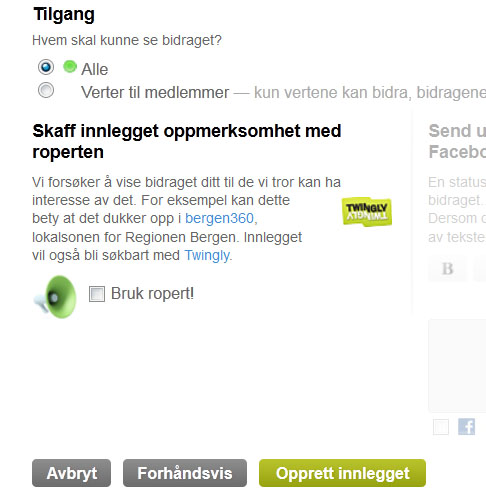 Tilgang
Hvem skal kunne se bidraget?
Alle
Verter til medlemmer — kun vertene kan bidra, bidragene
Skaff innlegget oppmerksomhet med
roperten
Vi forsøker å vise bidraget ditt til de vi tror kan ha
interesse av det. For eksempel kan dette
bety at det dukker opp i bergen360,
lokalsonen for Regionen Bergen. Innlegget
vil også bli søkbart med Twingly.
TWINGLY
Bruk ropert!
Send u
Facebo
En status
bidraget.
Dersom d
av tekste
B
f
Avbryt
Forhåndsvis
Opprett innlegget